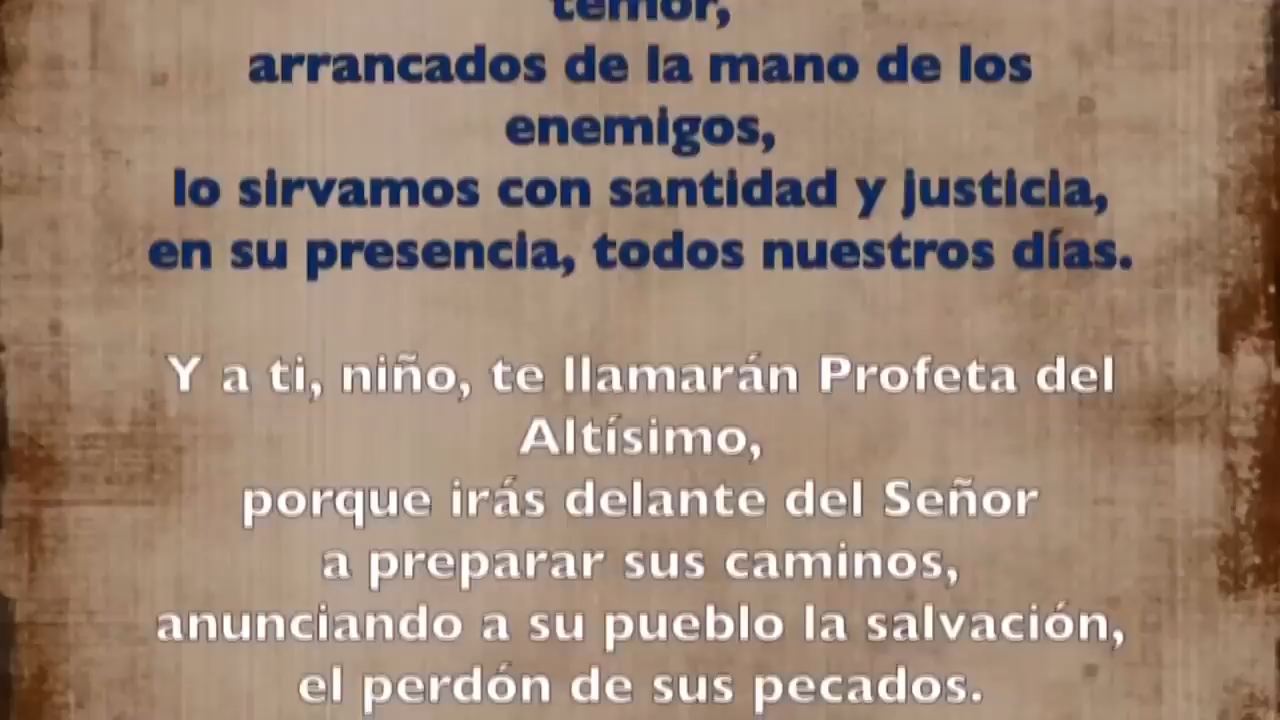 temor,
arrancados de la mano de los
enemigos,
lo sirvamos con santidad y justicia,
en su presencia, todos nuestros días.
Y a ti, niño, te llamarán Profeta del
Altísimo,
porque irás delante del Señor
a preparar sus caminos,
anunciando a su pueblo la salvación,
el perdón de sus pecados.